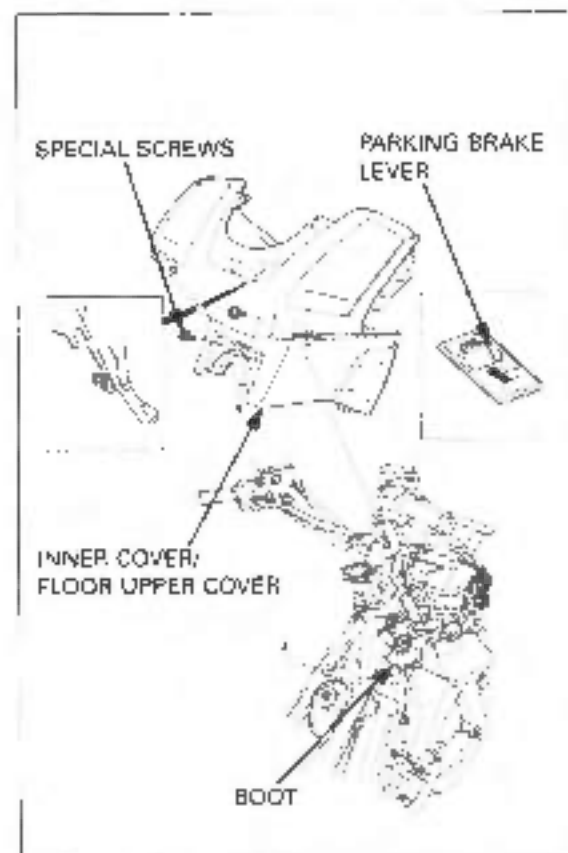 SPECIAL SCREWS
PARKING BRAKE
LEVER
INNER COVER/
FLOOR UPPER COVER
BOOT